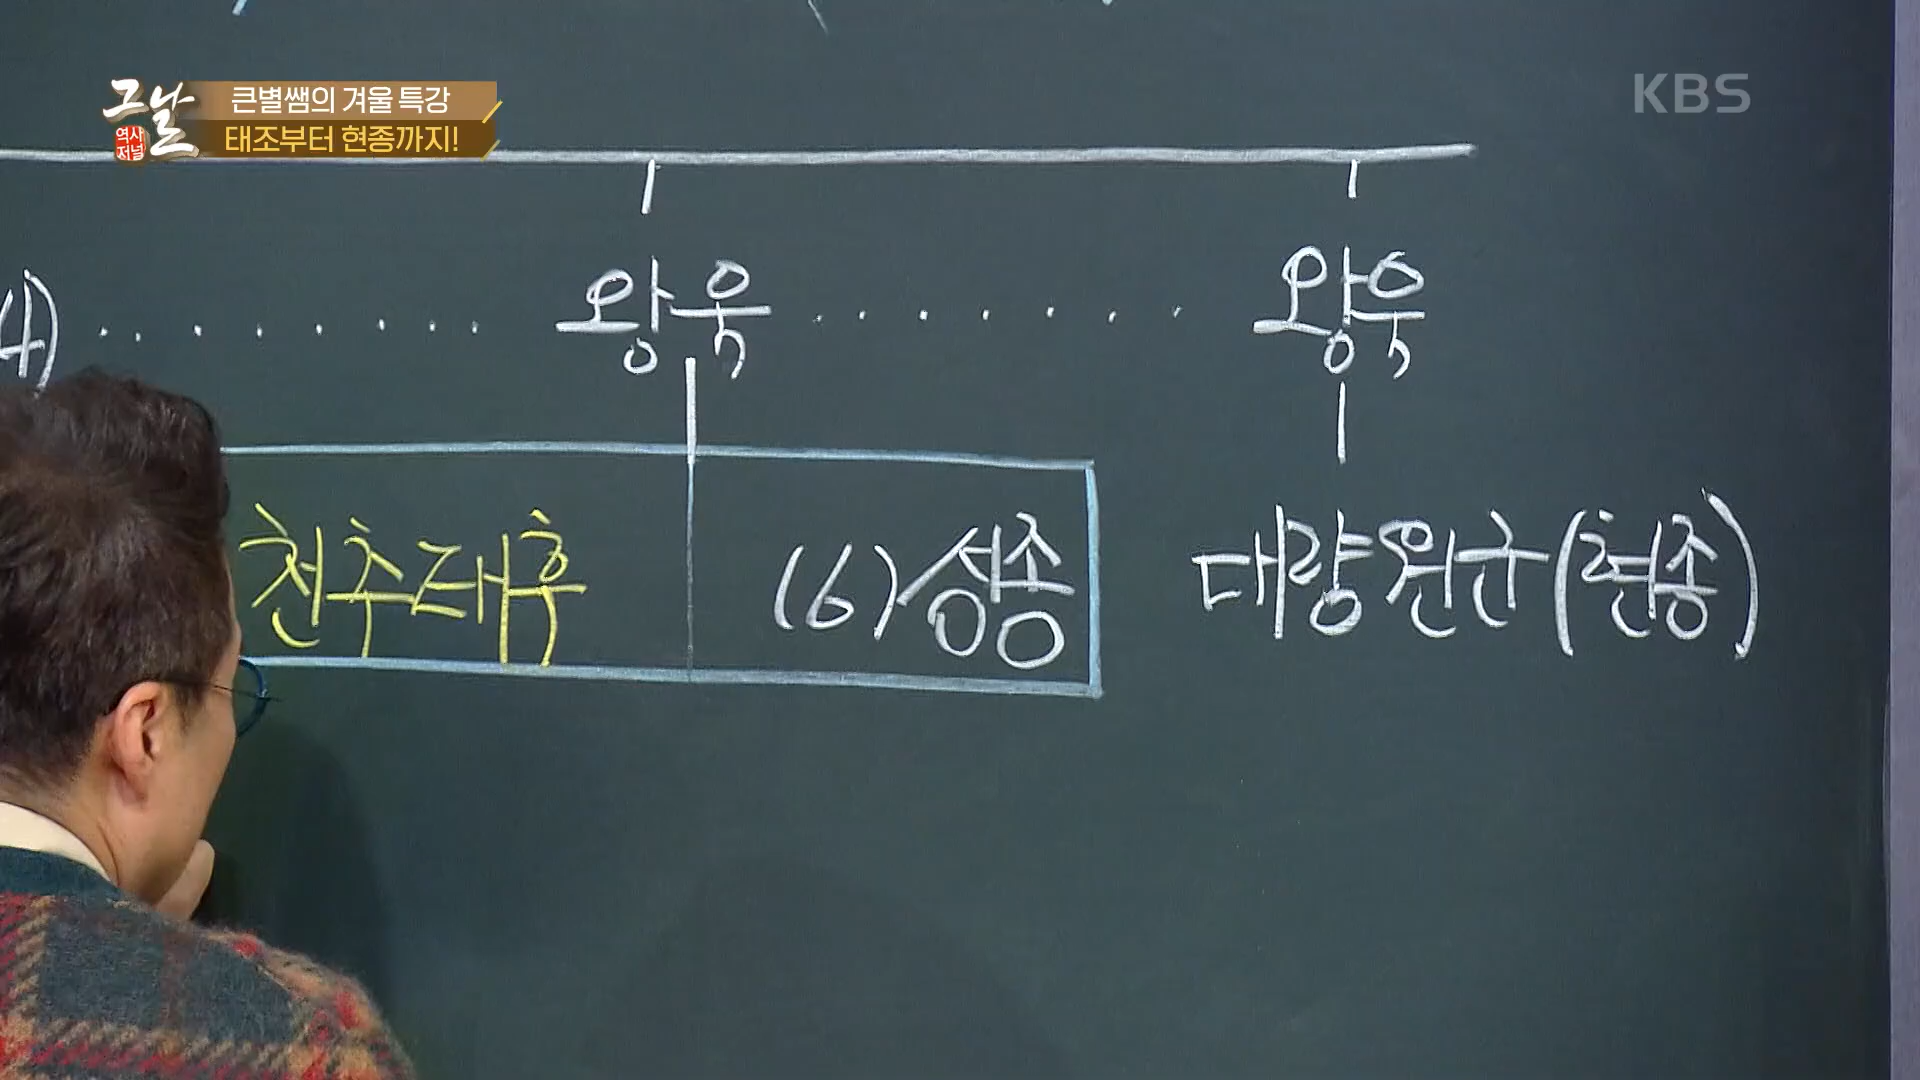 그날
역사
저널
큰별쌤의 겨울 특강
태조부터 현종까지!
KBS
4)
왕욱 왕욱
천추태후 (6)성종 대량원군(현종)